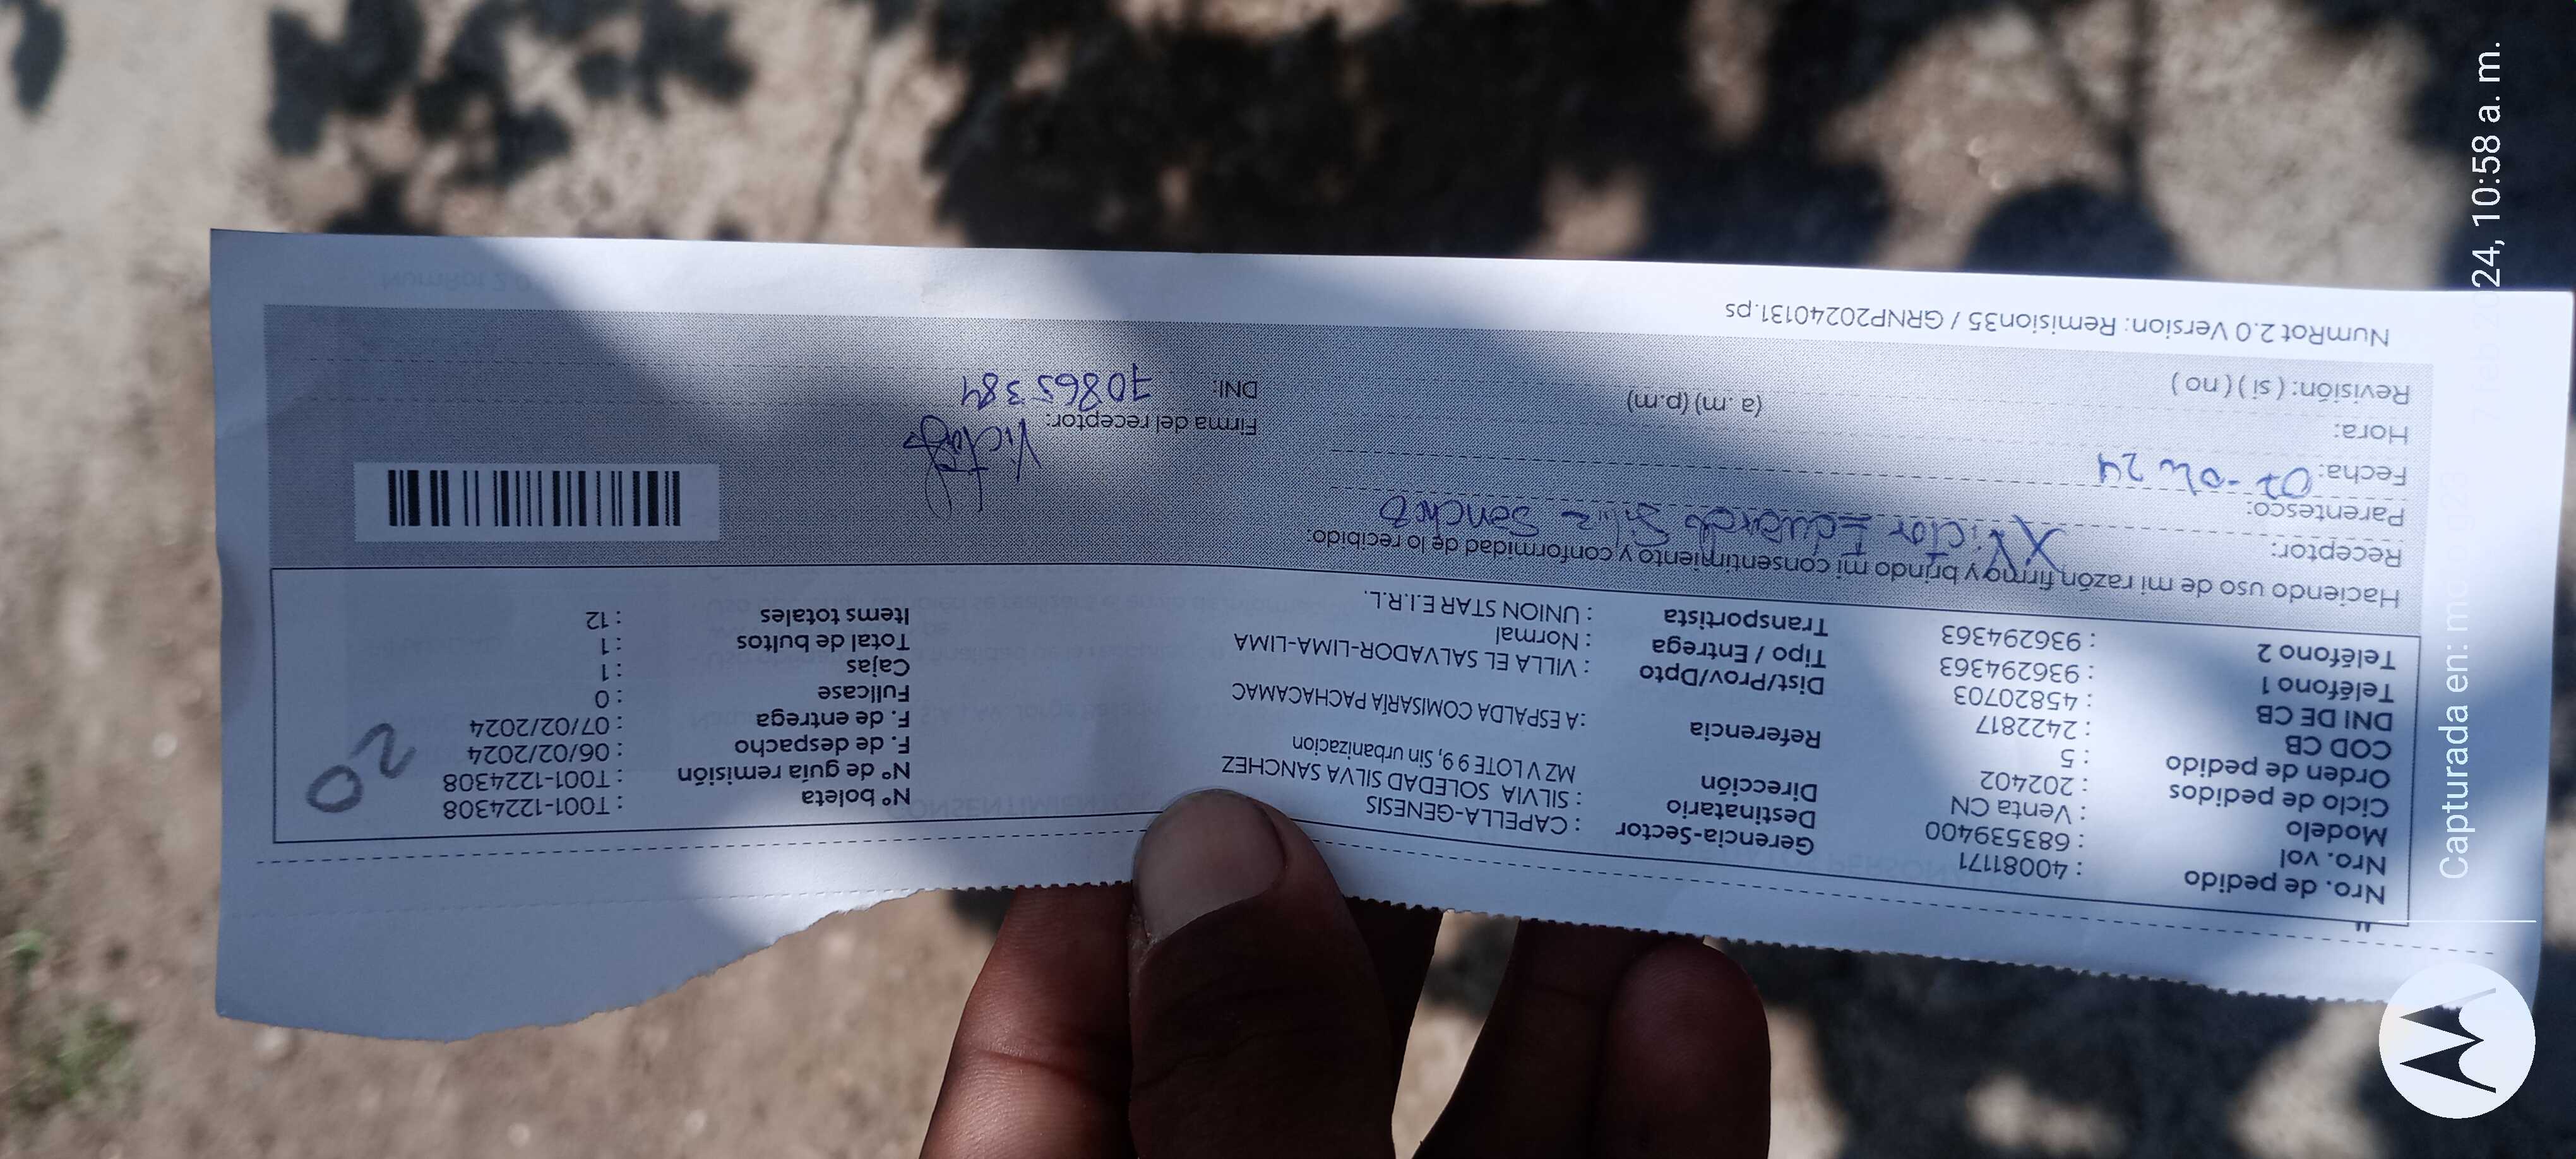 Nro. de pedido : 40081171
Nro. vol : 683539400
Modelo : Venta CN
Ciclo de pedidos : 202402
Orden de pedido : 5
COD CB : 2422817
DNI DE CB : 45820703
Teléfono 1 : 936294363
Teléfono 2 : 936294363
Gerencia-Sector : CAPELLA-GENESIS
Destinatario : SILVIA SOLEDAD SILVA SANCHEZ
Dirección MZ V LOTE 9 9, Sin urbanizacion
Referencia : A ESPALDA COMISARÍA PACHACAMAC
Dist/Prov/Dpto : VILLA EL SALVADOR-LIMA-LIMA
Tipo / Entrega : Normal
Transportista : UNION STAR E.I.R.L.
N° boleta : T001-1224308
N° de guía remisión : T001-1224308
F. de despacho : 06/02/2024
F. de entrega : 07/02/2024
Fullcase : 0
Cajas : 1
Total de bultos : 1
Items totales : 12
20
Haciendo uso de mi razón firmo y brindo mi consentimiento y conformidad de lo recibido:
Receptor: X Victor Eduardo Silva Sanchez
Parentesco:
Fecha: 07-02-24
Hora: (a. m) (p.m)
Revisión: ( si ) ( no )
Firma del receptor:
DNI: 70865384
NumRot 2.0 Version: Remision35 / GRNP20240131.ps
Capturada en:
24, 10:58 a. m.